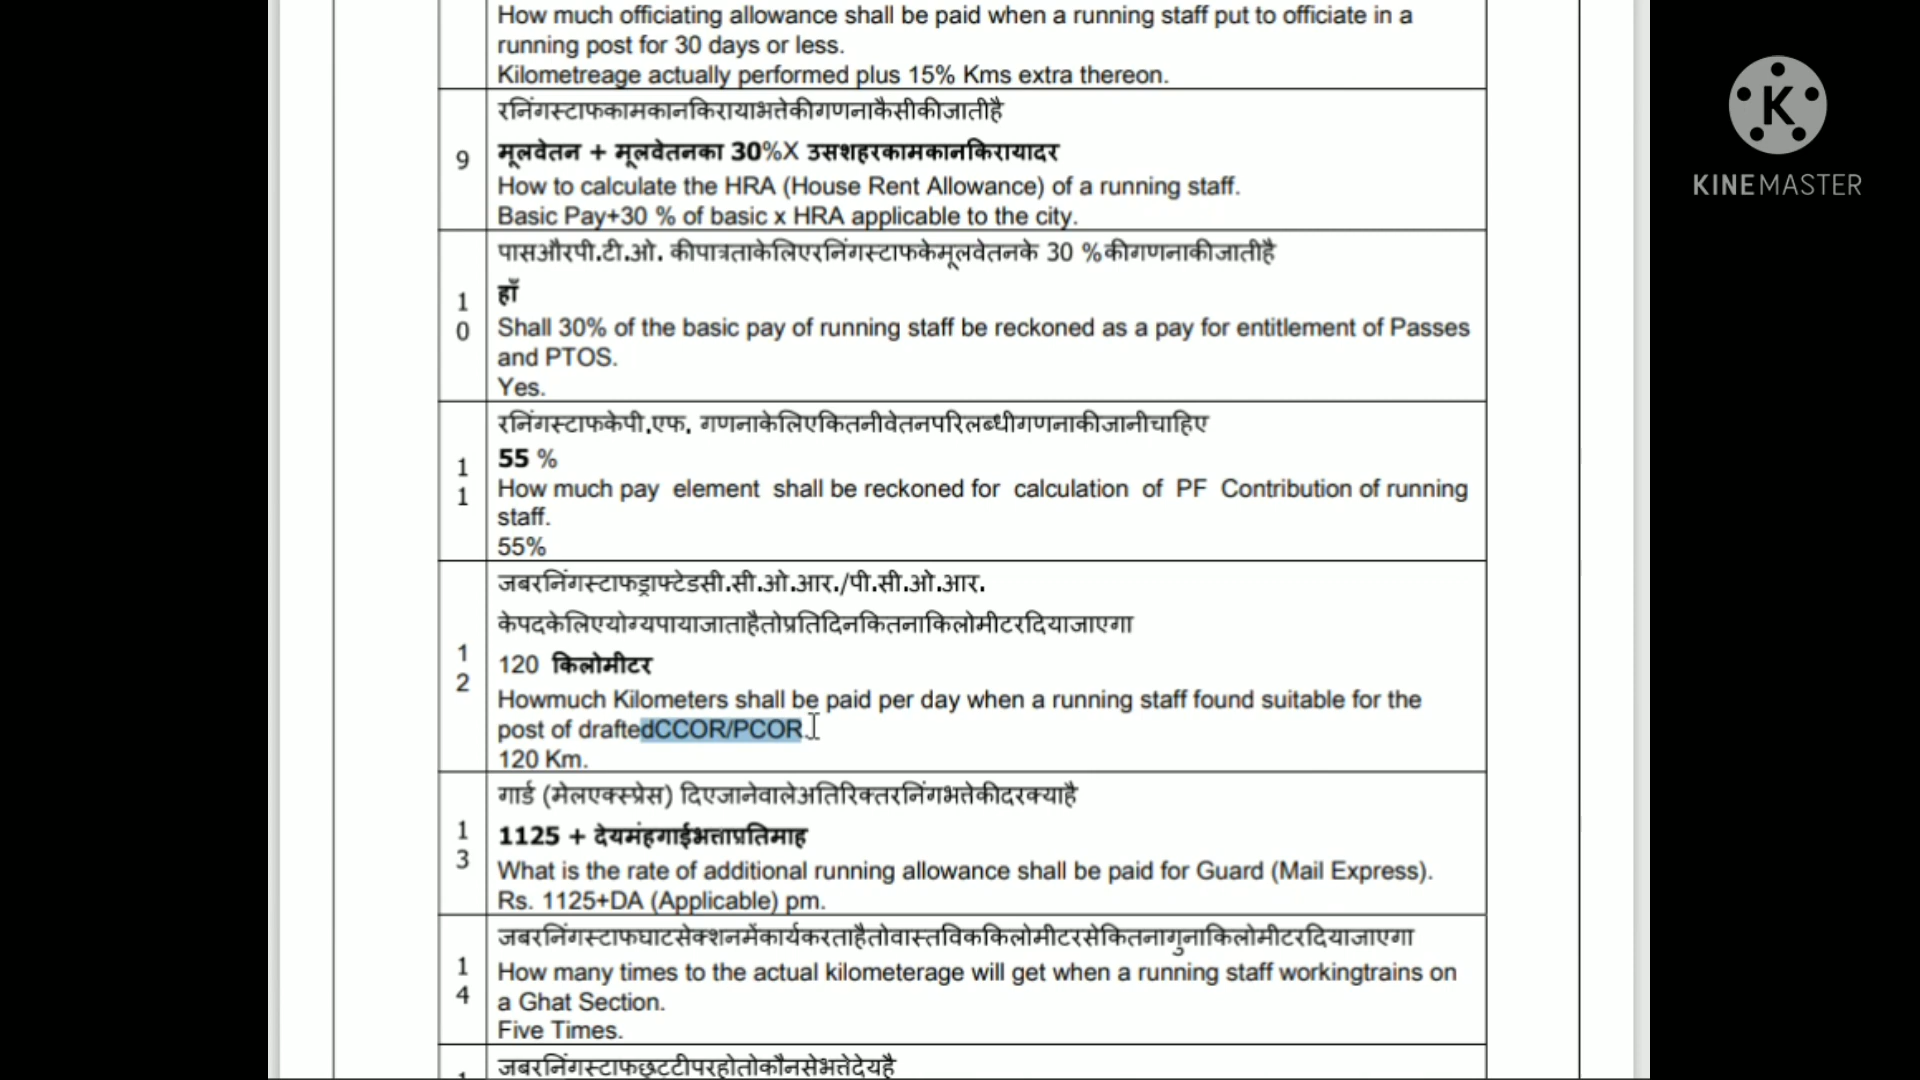 How much officiating allowance shall be paid when a running staff put to officiate in a
running post for 30 days or less.
Kilometreage actually performed plus 15% Kms extra thereon.
9
रनिंगस्टाफकामकानकिरायाभत्तेकीगणनाकैसीकीजातीहै
मूलवेतन + मूलवेतनका 30%X उसशहरकामकानकिरायादर
How to calculate the HRA (House Rent Allowance) of a running staff.
Basic Pay+30 % of basic x HRA applicable to the city.
10
पासऔरपी.टी.ओ. कीपात्रताकेलिएरनिंगस्टाफकेमूलवेतनके 30 %कीगणनाकीजातीहै
हाँ
Shall 30% of the basic pay of running staff be reckoned as a pay for entitlement of Passes
and PTOS.
Yes.
11
रनिंगस्टाफकेपी.एफ. गणनाकेलिएकितनीवेतनपरिलब्धीगणनाकीजानीचाहिए
55 %
How much pay element shall be reckoned for calculation of PF Contribution of running
staff.
55%
12
जबरनिंगस्टाफड्राफ्टेडसी.सी.ओ.आर./पी.सी.ओ.आर.
केपदकेलिएयोग्यपायाजाताहैतोप्रतिदिनकितनाकिलोमीटरदियाजाएगा
120 किलोमीटर
Howmuch Kilometers shall be paid per day when a running staff found suitable for the
post of draftedCCOR/PCOR.
120 Km.
13
गार्ड (मेलएक्स्प्रेस) दिएजानेवालेअतिरिक्तरनिंगभत्तेकीदरक्याहै
1125 + देयमंहगाईभत्ताप्रतिमाह
What is the rate of additional running allowance shall be paid for Guard (Mail Express).
Rs. 1125+DA (Applicable) pm.
14
जबरनिंगस्टाफघाटसेक्शनमेंकार्यकरताहैतोवास्तविककिलोमीटरसेकितनागुनाकिलोमीटरदियाजाएगा
How many times to the actual kilometerage will get when a running staff workingtrains on
a Ghat Section.
Five Times.
जबरनिंगस्टाफछुट्टीपरहोतोकौनसेभत्तेदेयहै
K
KINEMASTER